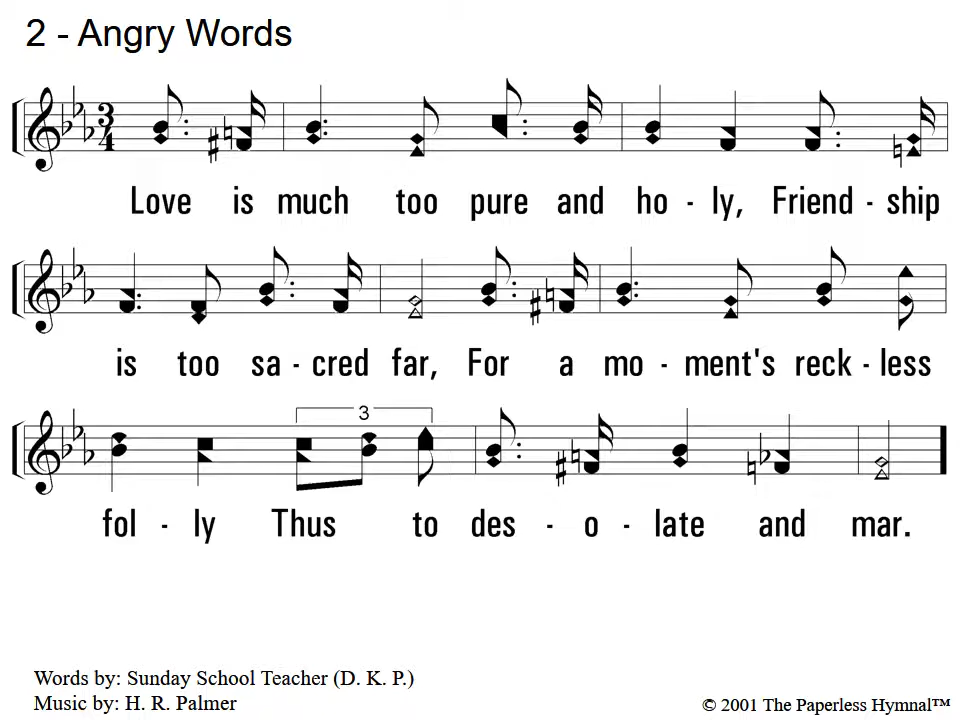 2 - Angry Words
Love is much too pure and ho - ly, Friend - ship
is too sa - cred far, For a mo - ment's reck - less
3
fol - ly Thus to des - o - late and mar.
Words by: Sunday School Teacher (D. K. P.)
Music by: H. R. Palmer
© 2001 The Paperless Hymnal™